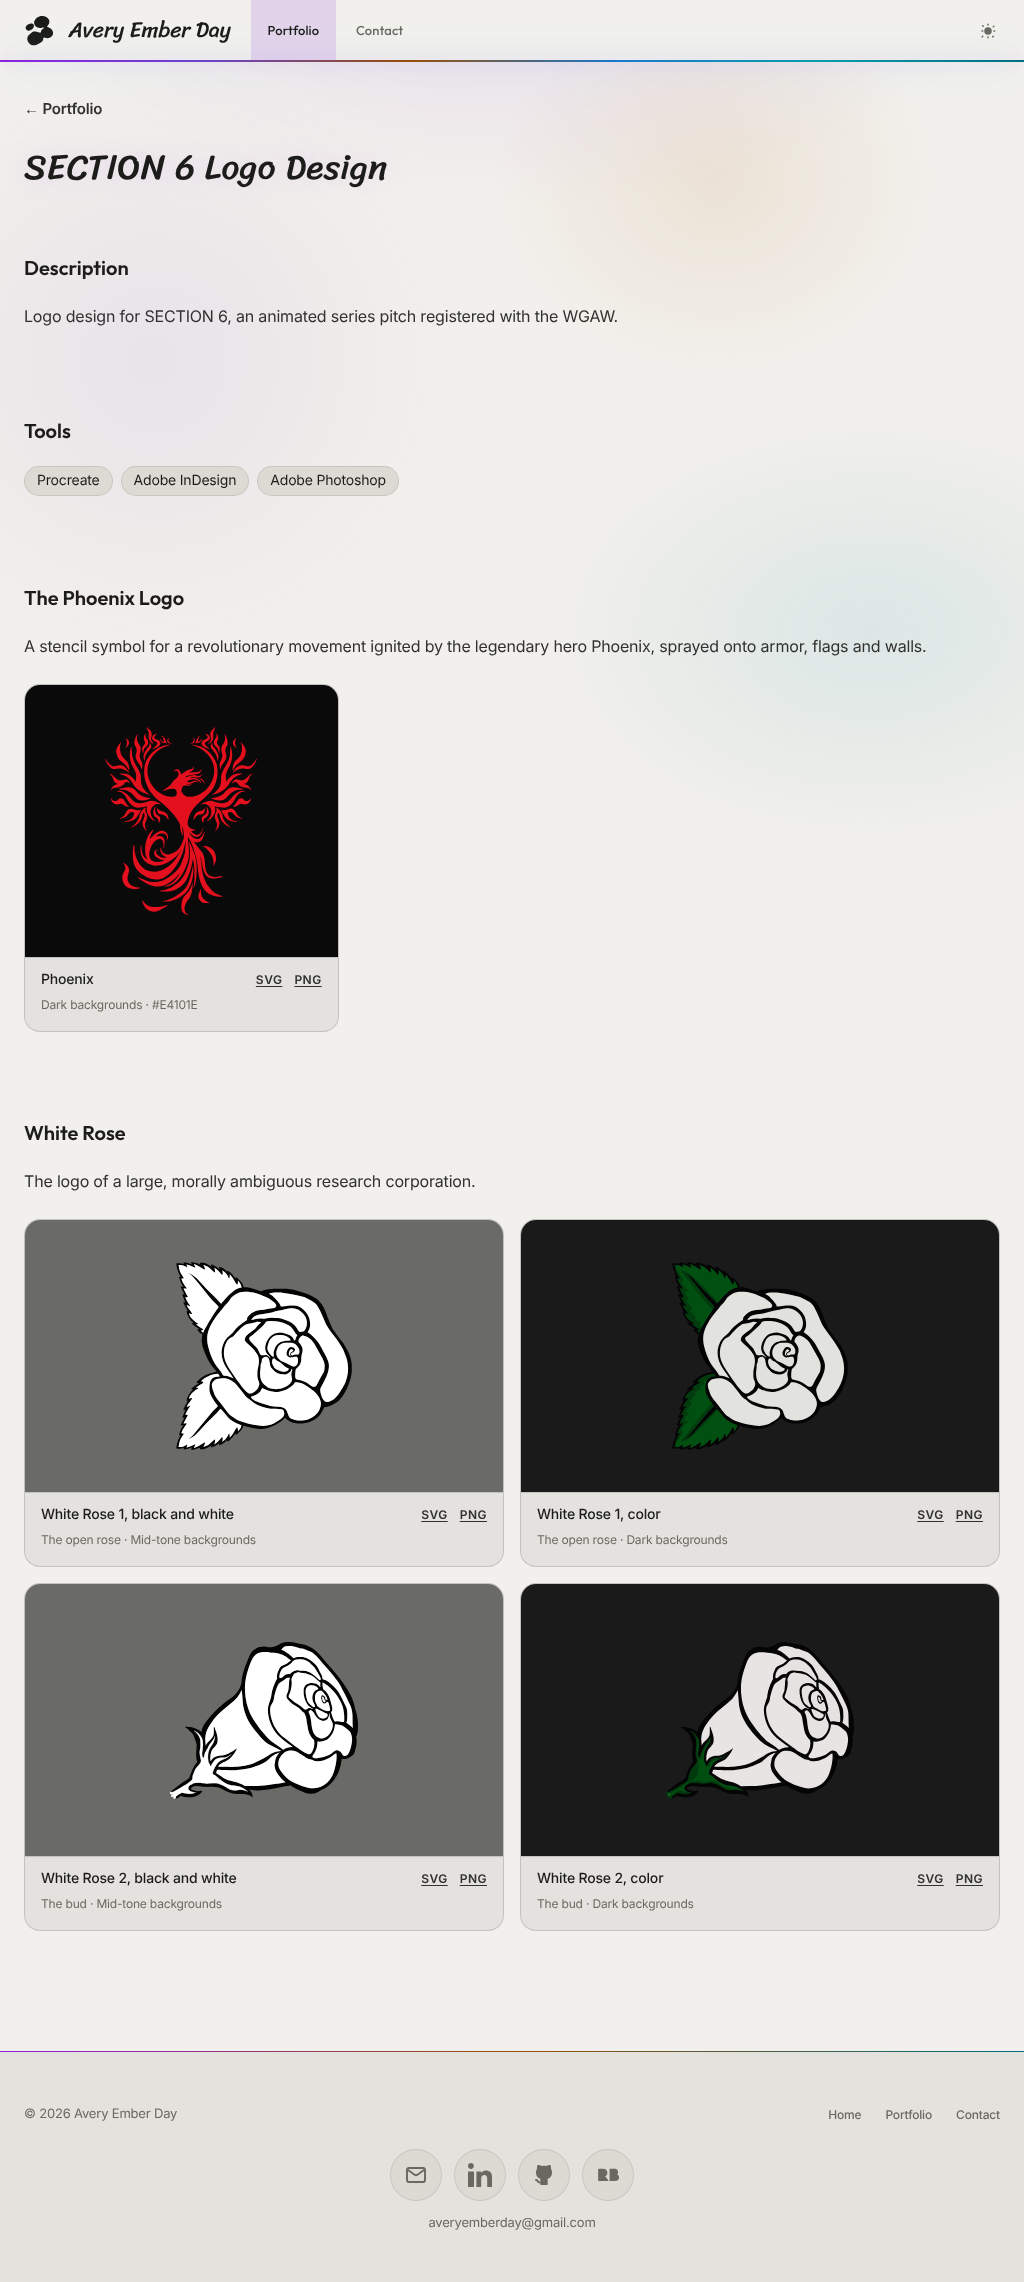 Avery Ember Day
Portfolio
Contact
← Portfolio
SECTION 6 Logo Design
Description
Logo design for SECTION 6, an animated series pitch registered with the WGAW.
Tools
Procreate
Adobe InDesign
Adobe Photoshop
The Phoenix Logo
A stencil symbol for a revolutionary movement ignited by the legendary hero Phoenix, sprayed onto armor, flags and walls.
Phoenix
SVG PNG
Dark backgrounds · #E4101E
White Rose
The logo of a large, morally ambiguous research corporation.
White Rose 1, black and white
SVG PNG
The open rose · Mid-tone backgrounds
White Rose 1, color
SVG PNG
The open rose · Dark backgrounds
White Rose 2, black and white
SVG PNG
The bud · Mid-tone backgrounds
White Rose 2, color
SVG PNG
The bud · Dark backgrounds
© 2026 Avery Ember Day
Home
Portfolio
Contact
in
RB
averyemberday@gmail.com